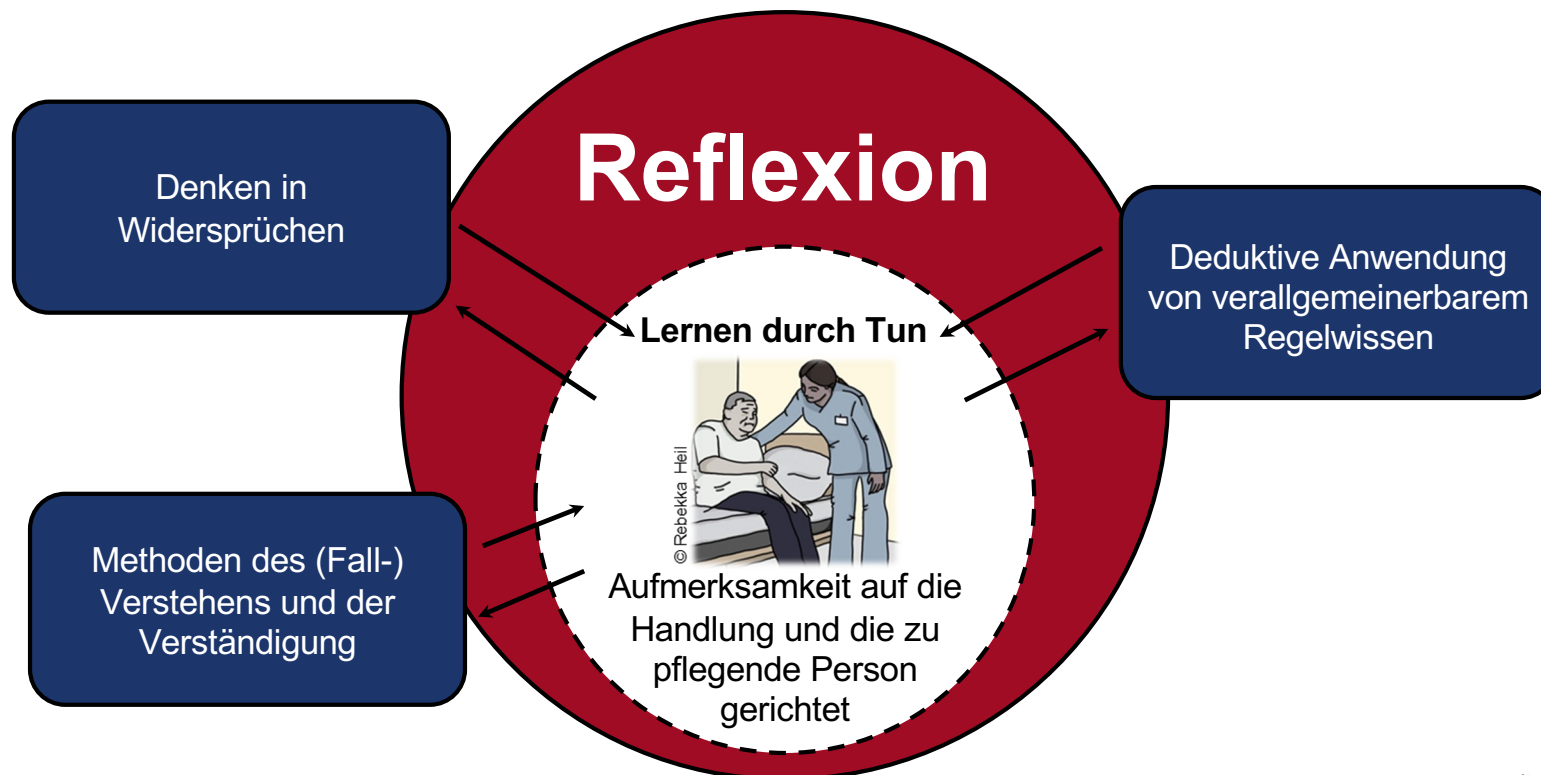 Reflexion
Denken in
Widersprüchen
Deduktive Anwendung
von verallgemeinerbarem
Regelwissen
Lernen durch Tun
© Rebekka Heil
Methoden des (Fall-)
Verstehens und der
Verständigung
Aufmerksamkeit auf die
Handlung und die zu
pflegende Person
gerichtet